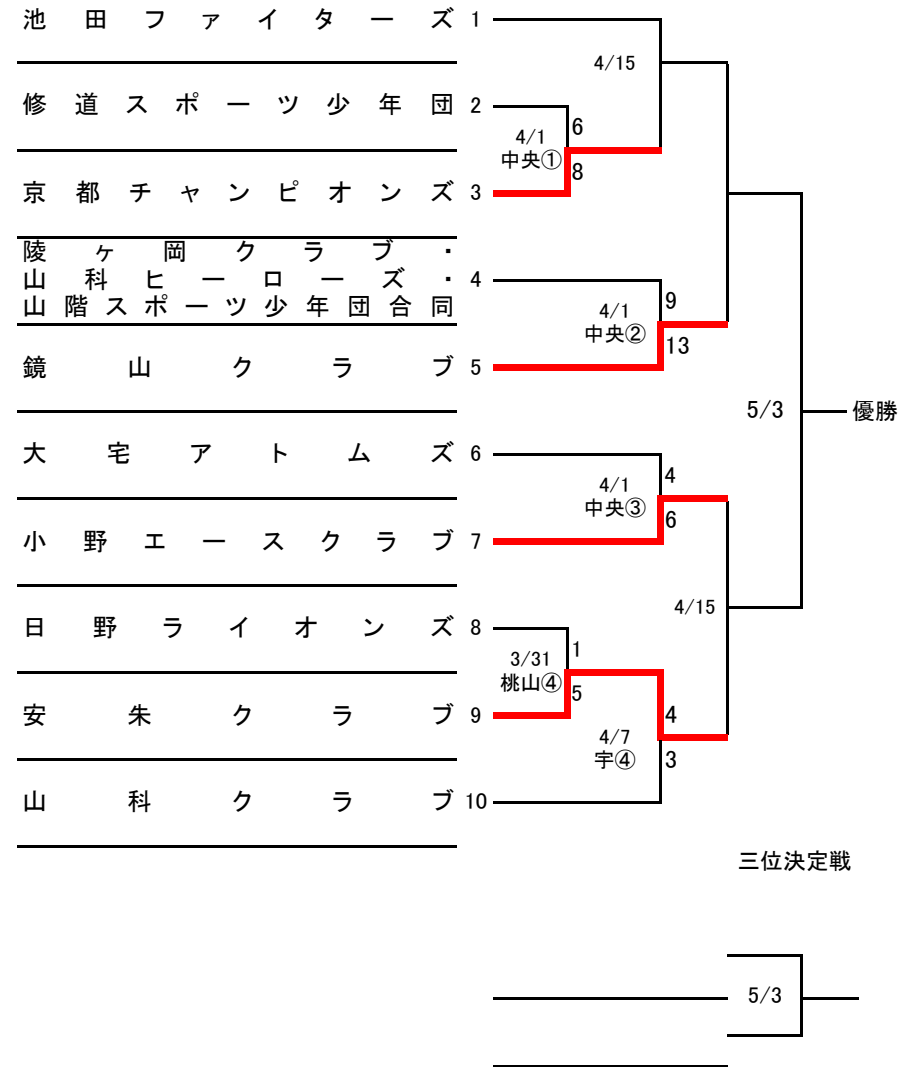 池田ファイターズ 1
4/15
修道スポーツ少年団 2
6
4/1
中央①
8
京都チャンピオンズ 3
陵ヶ岡クラブ・
山科ヒーローズ・ 4
山階スポーツ少年団合同
9
4/1
中央②
13
鏡山クラブ 5
5/3 優勝
大宅アトムズ 6
4
4/1
中央③
6
小野エースクラブ 7
4/15
日野ライオンズ 8
1
3/31
桃山④
5
安朱クラブ 9
4
4/7
宇④
3
山科クラブ 10
三位決定戦
5/3